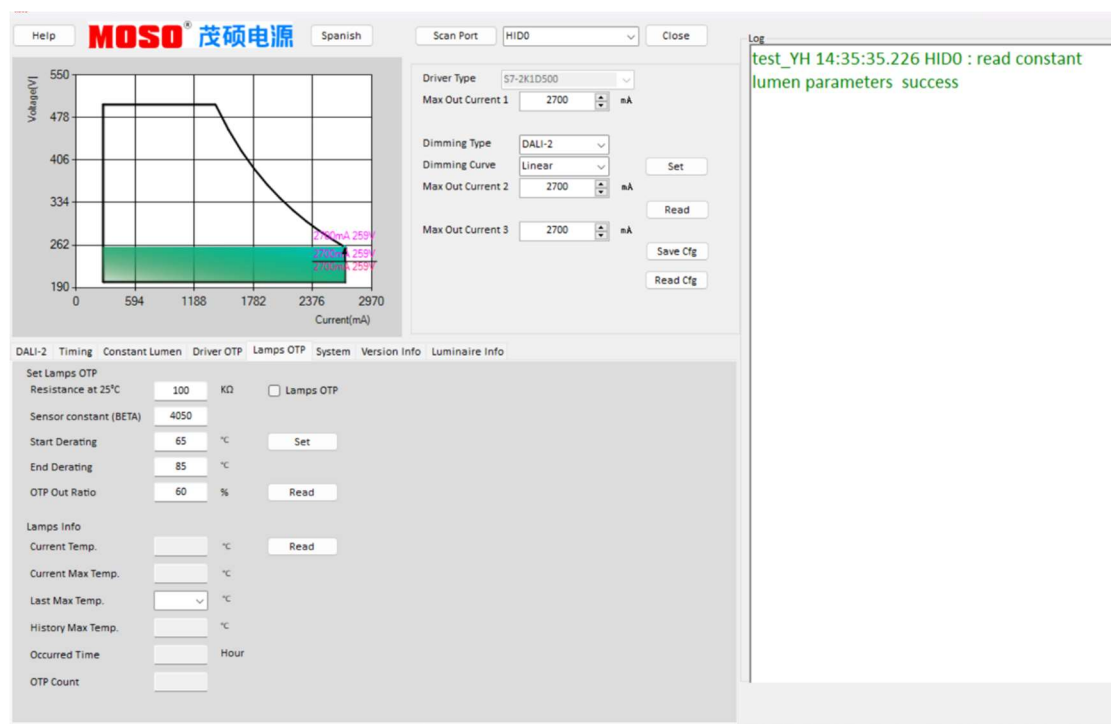 Help
MOSO® 茂硕电源
Spanish
Scan Port
HID0
Close
Log
test_YH 14:35:35.226 HID0 : read constant
lumen parameters success
Voltage[V]
550
478
406
334
262
190
0 594 1188 1782 2376 2970
Current(mA)
2700mA 259V
2700mA 259V
2700mA 259V
Driver Type S7-2K1D500
Max Out Current 1 2700 mA
Dimming Type DALI-2
Dimming Curve Linear Set
Max Out Current 2 2700 mA
Read
Max Out Current 3 2700 mA
Save Cfg
Read Cfg
DALI-2 Timing Constant Lumen Driver OTP Lamps OTP System Version Info Luminaire Info
Set Lamps OTP
Resistance at 25°C 100 KΩ Lamps OTP
Sensor constant (BETA) 4050
Start Derating 65 °C Set
End Derating 85 °C
OTP Out Ratio 60 % Read
Lamps Info
Current Temp. °C Read
Current Max Temp. °C
Last Max Temp. °C
History Max Temp. °C
Occurred Time Hour
OTP Count